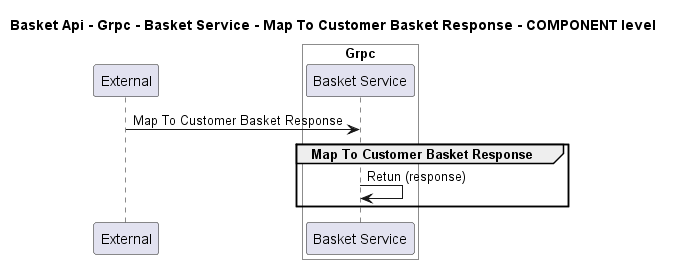 Basket Api - Grpc - Basket Service - Map To Customer Basket Response - COMPONENT level
Grpc
External
Basket Service
Map To Customer Basket Response
Map To Customer Basket Response
Retun (response)
External
Basket Service